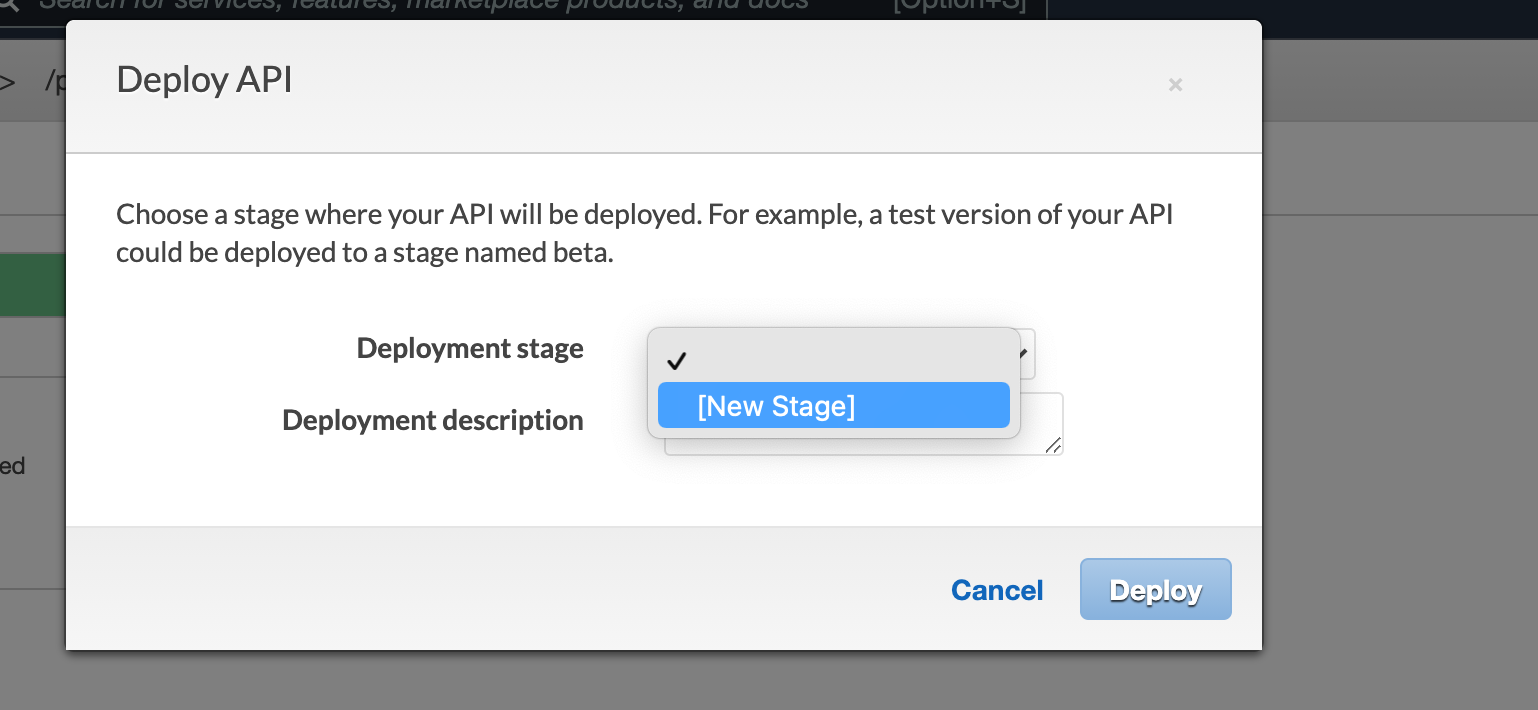 Search for services, features, marketplace products, and docs [Option+S]
> /p
Deploy API
×
Choose a stage where your API will be deployed. For example, a test version of your API
could be deployed to a stage named beta.
Deployment stage
✓
[New Stage]
Deployment description
ed
Cancel
Deploy